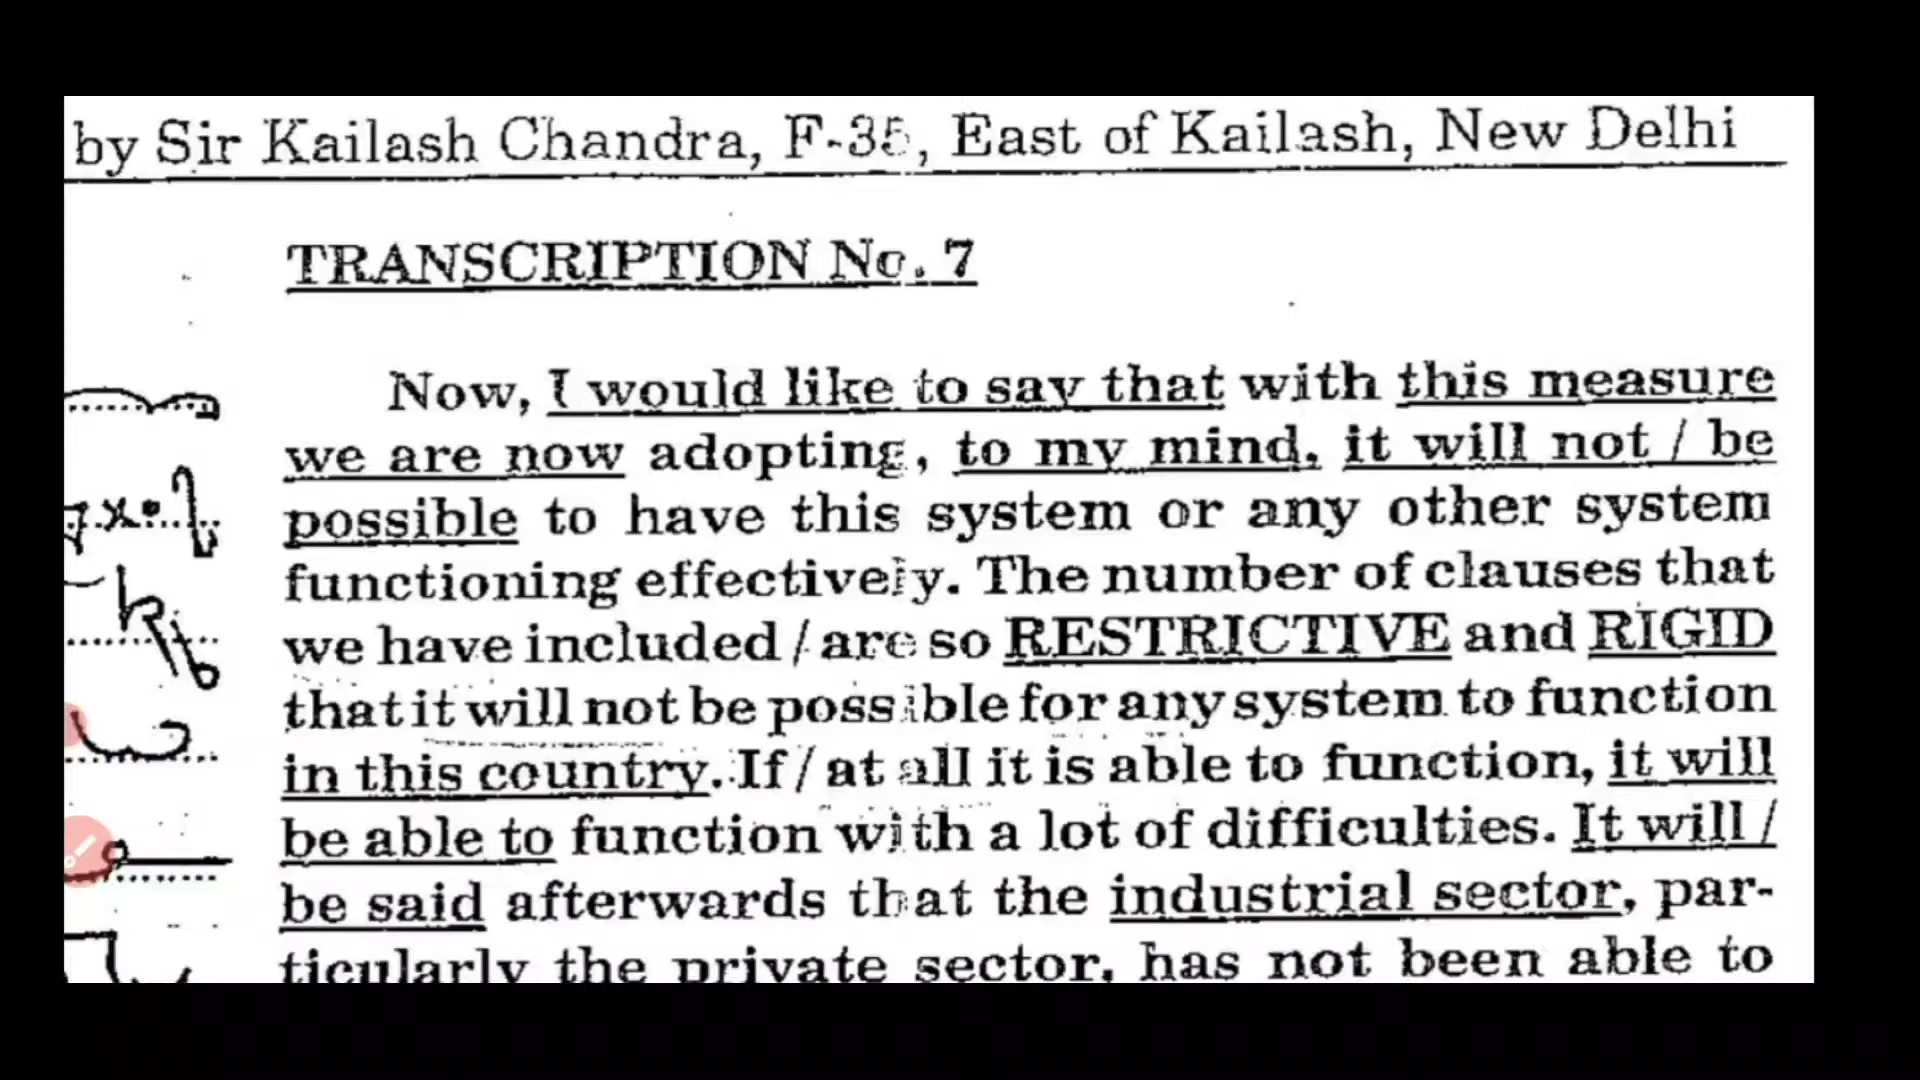 by Sir Kailash Chandra, F-35, East of Kailash, New Delhi
TRANSCRIPTION No. 7
Now, I would like to say that with this measure
we are now adopting, to my mind, it will not / be
possible to have this system or any other system
functioning effectively. The number of clauses that
we have included / are so RESTRICTIVE and RIGID
that it will not be possible for any system to function
in this country. If / at all it is able to function, it will
be able to function with a lot of difficulties. It will /
be said afterwards that the industrial sector, par-
ticularly the private sector, has not been able to